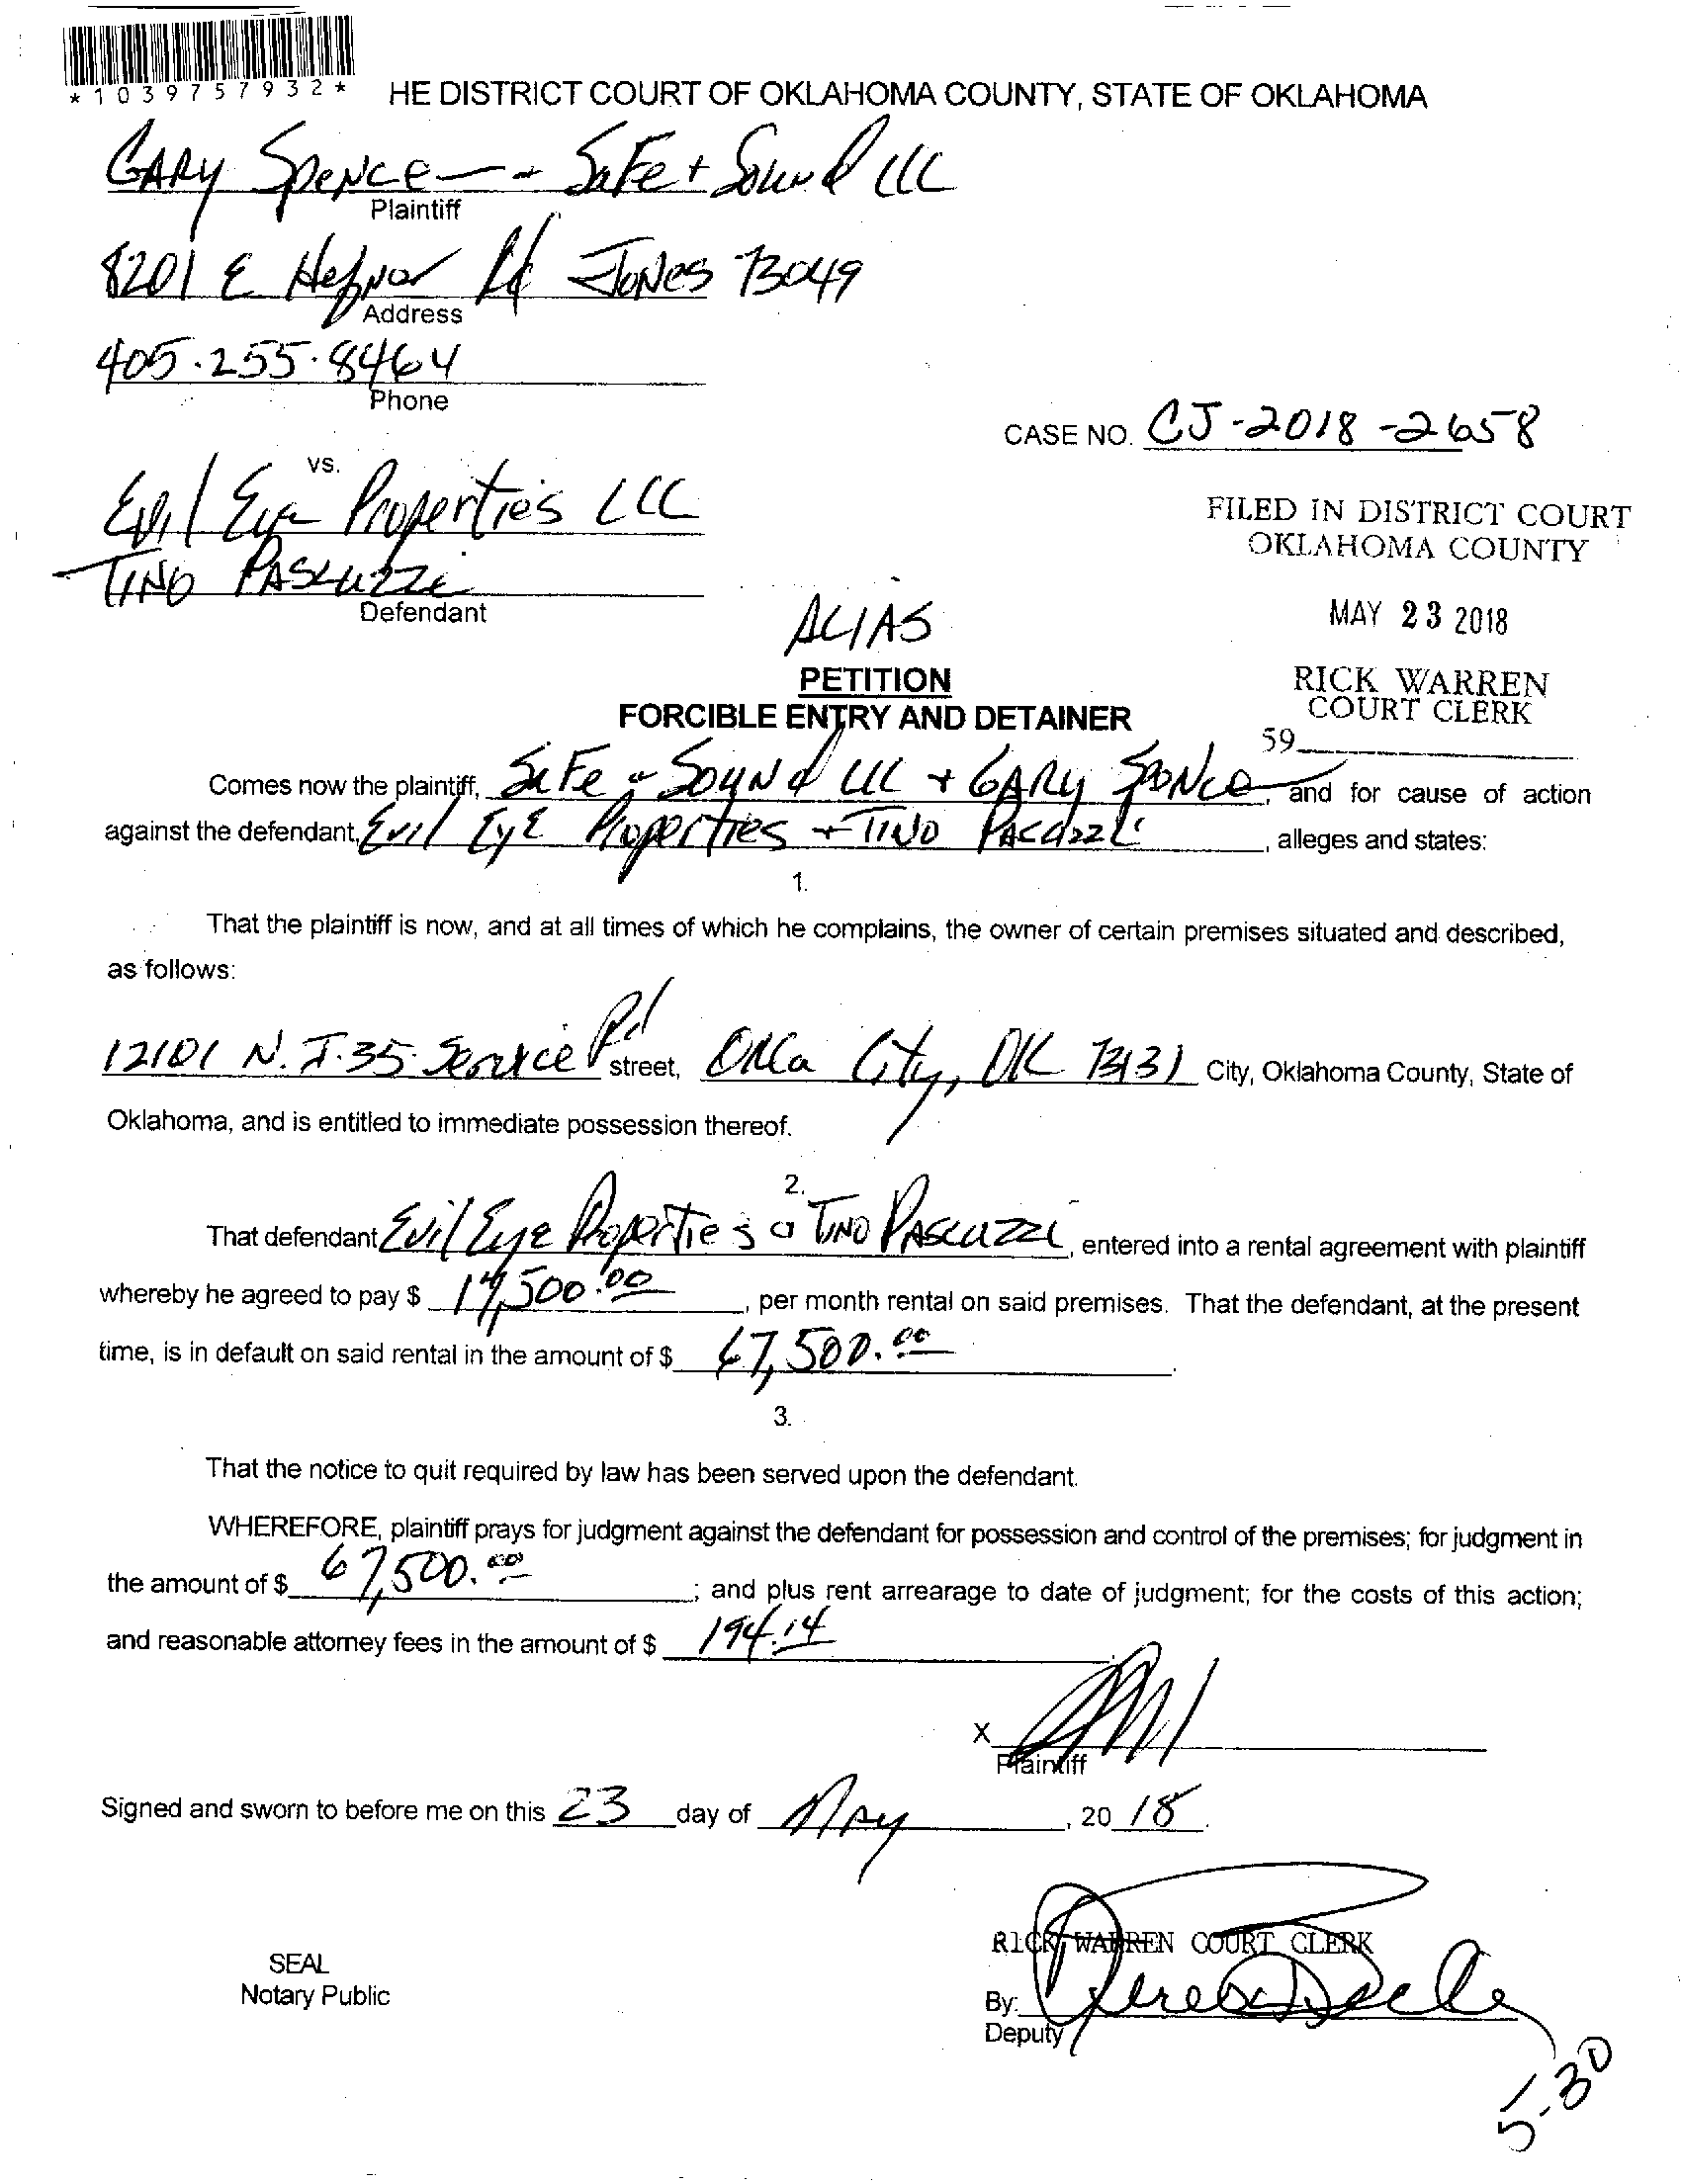 *1039757932*
HE DISTRICT COURT OF OKLAHOMA COUNTY, STATE OF OKLAHOMA
GARY Spence - - Safe + Sound LLC
Plaintiff
8201 E Hefnor Rd Jones 73049
Address
405.255.8464
Phone
CASE NO. CJ-2018-2658
vs.
Evil Eye Properties LLC
TINO PASCUZZI
Defendant
FILED IN DISTRICT COURT
OKLAHOMA COUNTY
MAY 23 2018
RICK WARREN
COURT CLERK
59
ALIAS
PETITION
FORCIBLE ENTRY AND DETAINER
Comes now the plaintiff, Safe & Sound LLC + GARY Spence, and for cause of action
against the defendant, Evil Eye Properties + TINO, alleges and states:
1.
That the plaintiff is now, and at all times of which he complains, the owner of certain premises situated and described,
as follows:
12101 N. I-35 Service Rd street, Okla City, OK 73131 City, Oklahoma County, State of
Oklahoma, and is entitled to immediate possession thereof.
2.
That defendant Evil Eye Properties & TINO PASCUZZI, entered into a rental agreement with plaintiff
whereby he agreed to pay $ 500.00, per month rental on said premises. That the defendant, at the present
time, is in default on said rental in the amount of $ 67,500.00.
3.
That the notice to quit required by law has been served upon the defendant.
WHEREFORE, plaintiff prays for judgment against the defendant for possession and control of the premises; for judgment in
the amount of $ 67,500.00; and plus rent arrearage to date of judgment; for the costs of this action;
and reasonable attorney fees in the amount of $ 194.14
X
Plaintiff
Signed and sworn to before me on this 23 day of May, 20 18.
SEAL
Notary Public
RICK WARREN COURT CLERK
By:
Deputy
5-30